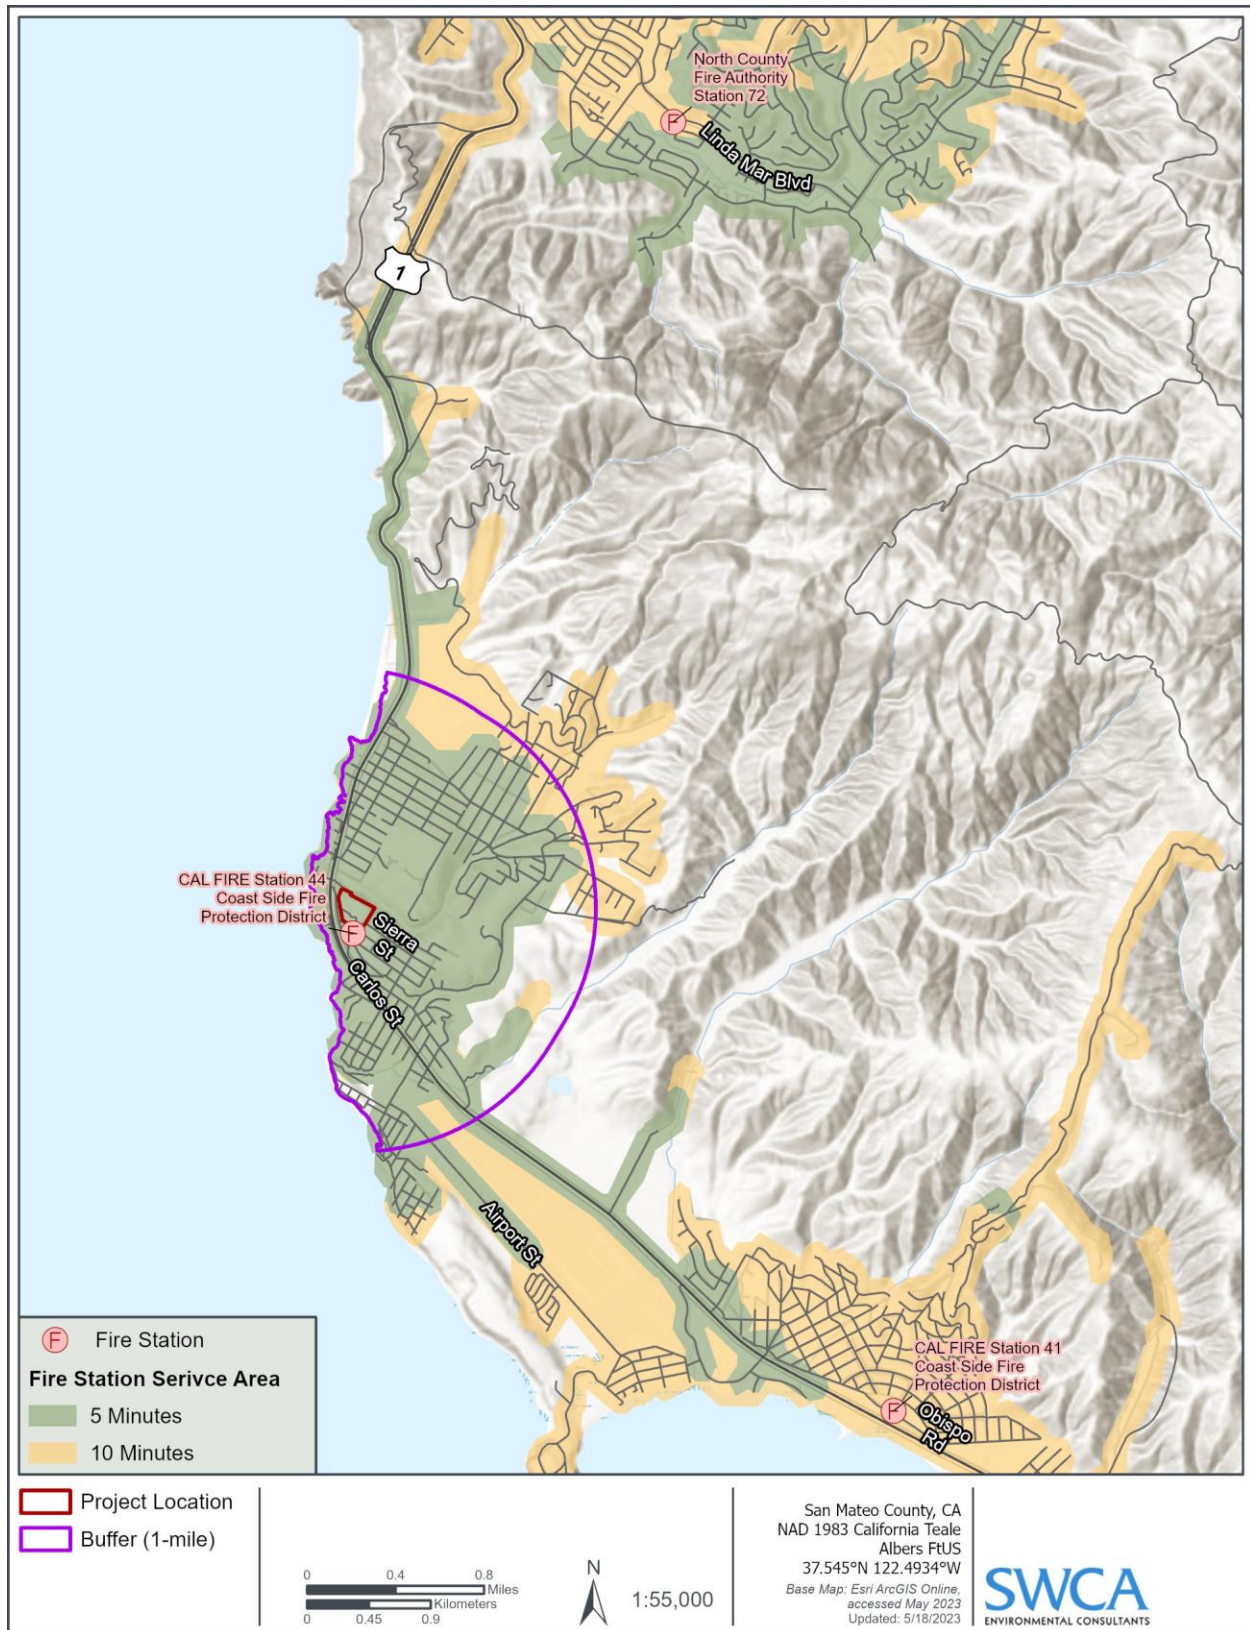 North County
Fire Authority
Station 72
F
Linda Mar Blvd
1
CAL FIRE Station 44
Coast Side Fire
Protection District
F
Sierra
St
Carlos St
Airport St
CAL FIRE Station 41
Coast Side Fire
Protection District
F
Obispo
Rd
F Fire Station
Fire Station Serivce Area
5 Minutes
10 Minutes
Project Location
Buffer (1-mile)
0 0.4 0.8
Miles
Kilometers
0 0.45 0.9
N
1:55,000
San Mateo County, CA
NAD 1983 California Teale
Albers FtUS
37.545°N 122.4934°W
Base Map: Esri ArcGIS Online,
accessed May 2023
Updated: 5/18/2023
SWCA
ENVIRONMENTAL CONSULTANTS